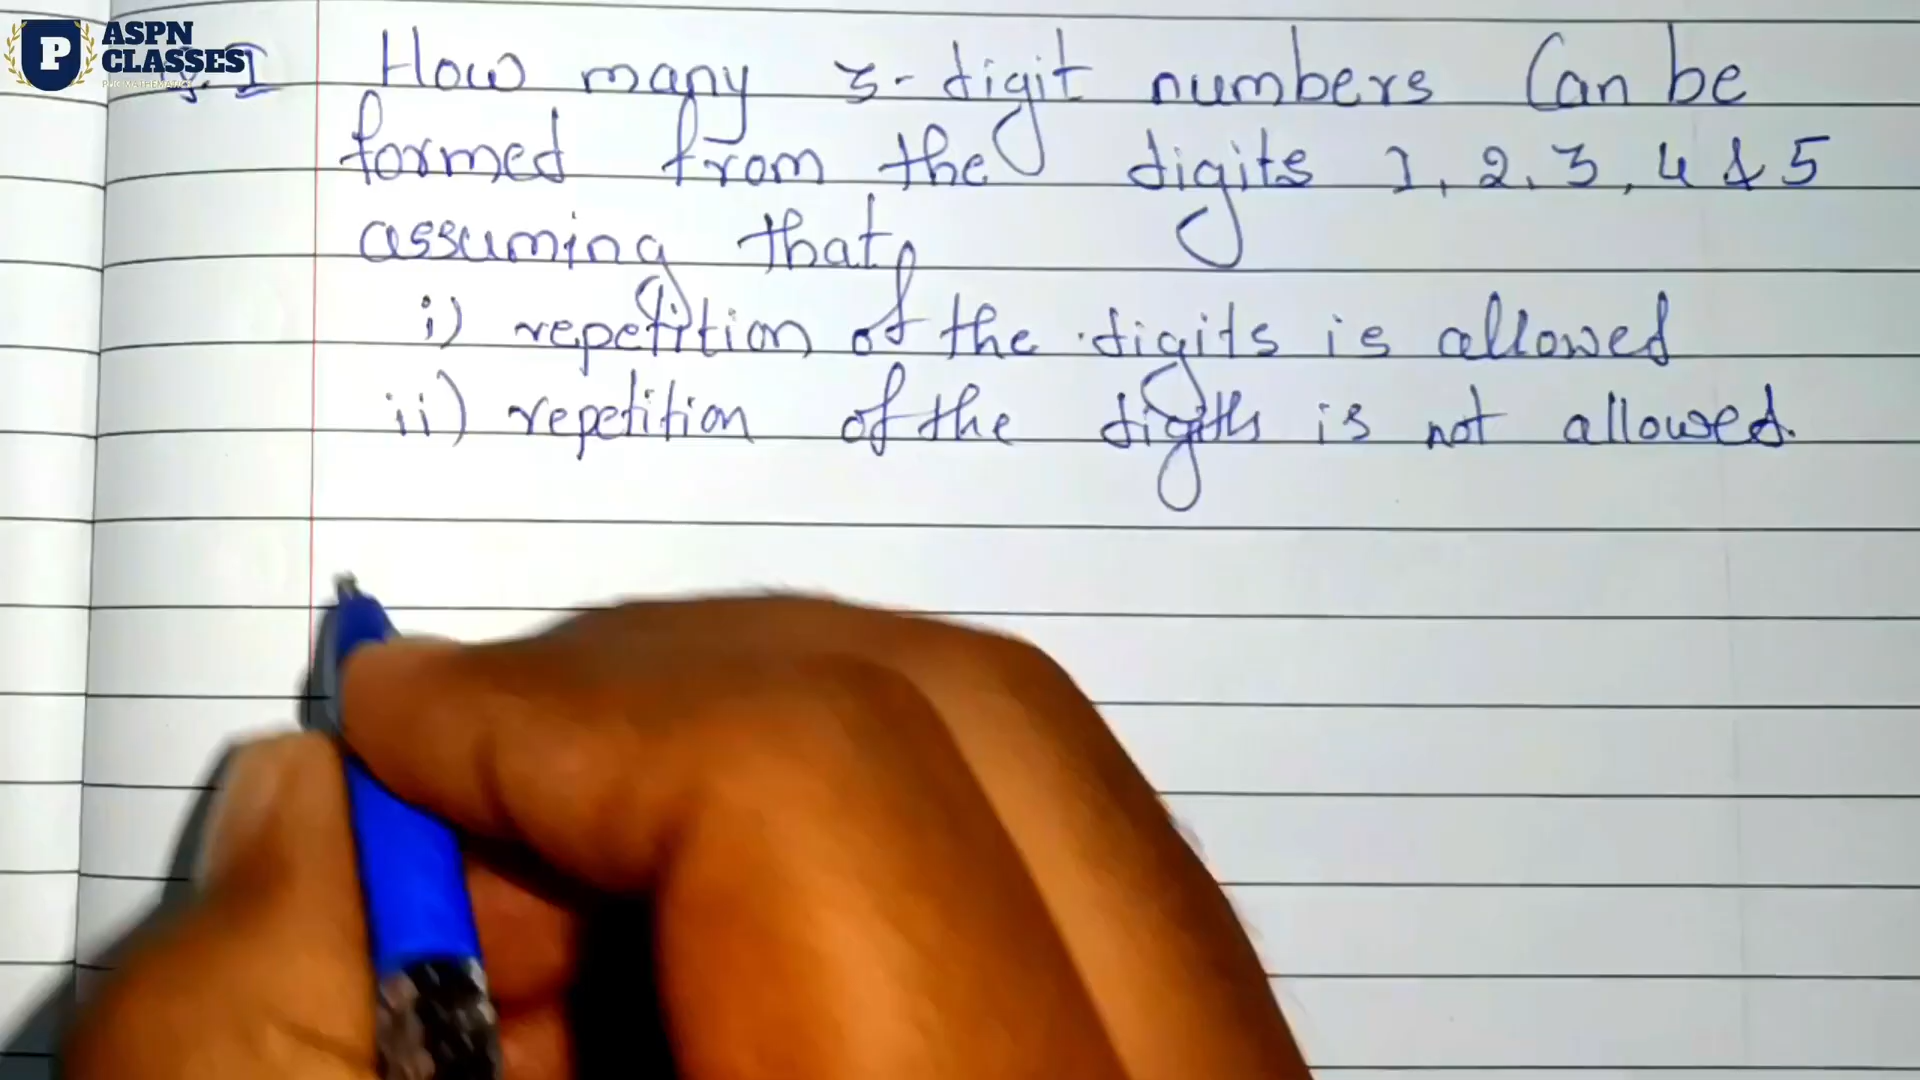 ASPN
CLASSES
How many 3-digit numbers can be
formed from the digits 1, 2, 3, 4 & 5
assuming that
i) repetition of the digits is allowed
ii) repetition of the digits is not allowed.